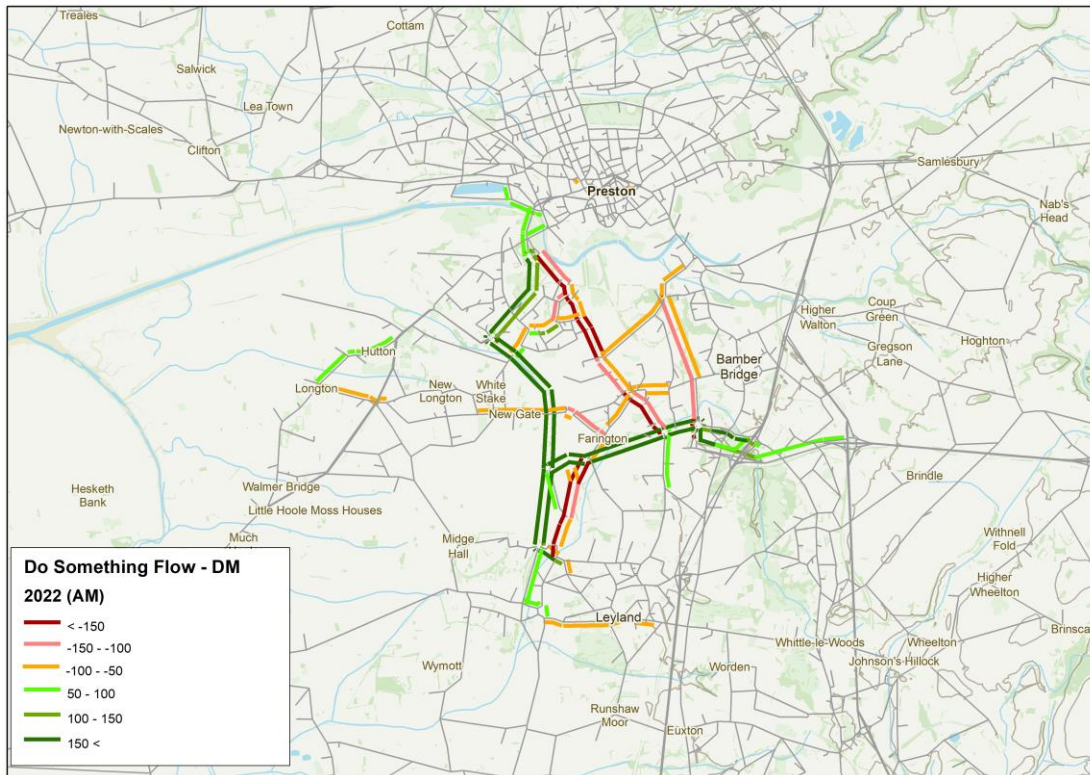 Treales
Cottam
Salwick
Lea Town
Newton-with-Scales
Clifton
Samlesbury
Preston
Nab's
Head
Higher
Walton
Coup
Green
Gregson
Lane
Hoghton
Hutton
Bamber
Bridge
Longton
New
Longton
White
Stake
New Gate
Farington
Hesketh
Bank
Walmer Bridge
Little Hoole Moss Houses
Brindle
Much
Midge
Hall
Withnell
Fold
Higher
Wheelton
Leyland
Brinsca
Whittle-le-Woods
Wheelton
Johnson's Hillock
Wymott
Worden
Runshaw
Moor
Euxton
Do Something Flow - DM
2022 (AM)
< -150
-150 - -100
-100 - -50
50 - 100
100 - 150
150 <